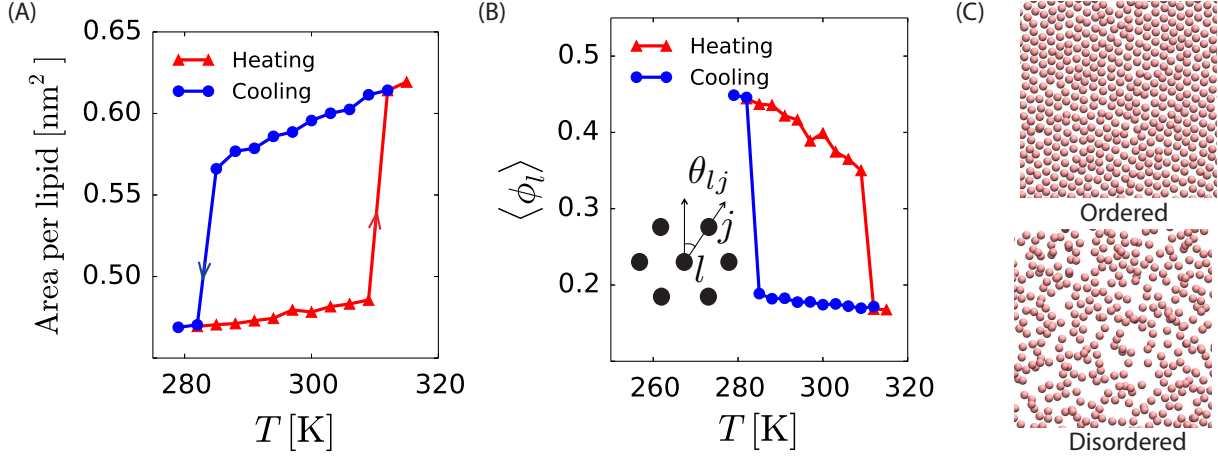 (A)
Area per lipid [nm²]
0.65
0.60
0.55
0.50
Heating
Cooling
280
300
320
T [K]
(B)
⟨ϕ_l⟩
0.5
0.4
0.3
0.2
Heating
Cooling
θ_lj
j
l
260
280
300
320
T [K]
(C)
Ordered
Disordered